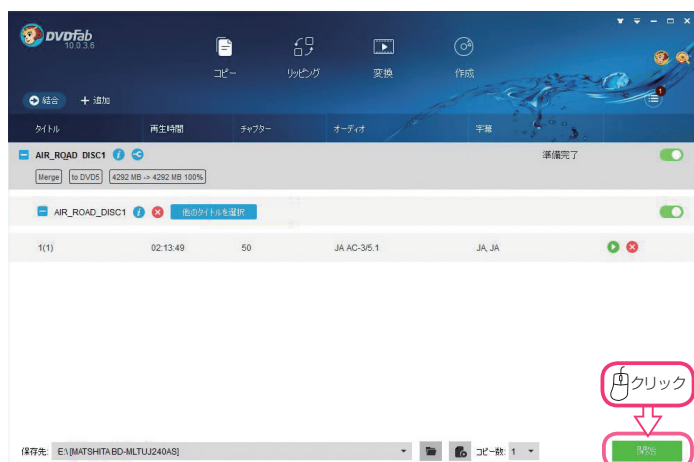 DVDFab
10.0.3.6
コピー リッピング 変換 作成
結合 + 追加
1
タイトル 再生時間 チャプター オーディオ 字幕
AIR_ROAD DISC1 準備完了
Merge to DVD5 4292 MB -> 4292 MB 100%
AIR_ROAD_DISC1 他のタイトルを選択
1(1) 02:13:49 50 JA AC-3/5.1 JA, JA
クリック
保存先: E:\ [MATSHITA BD-MLTUJ240AS] コピー数: 1 開始